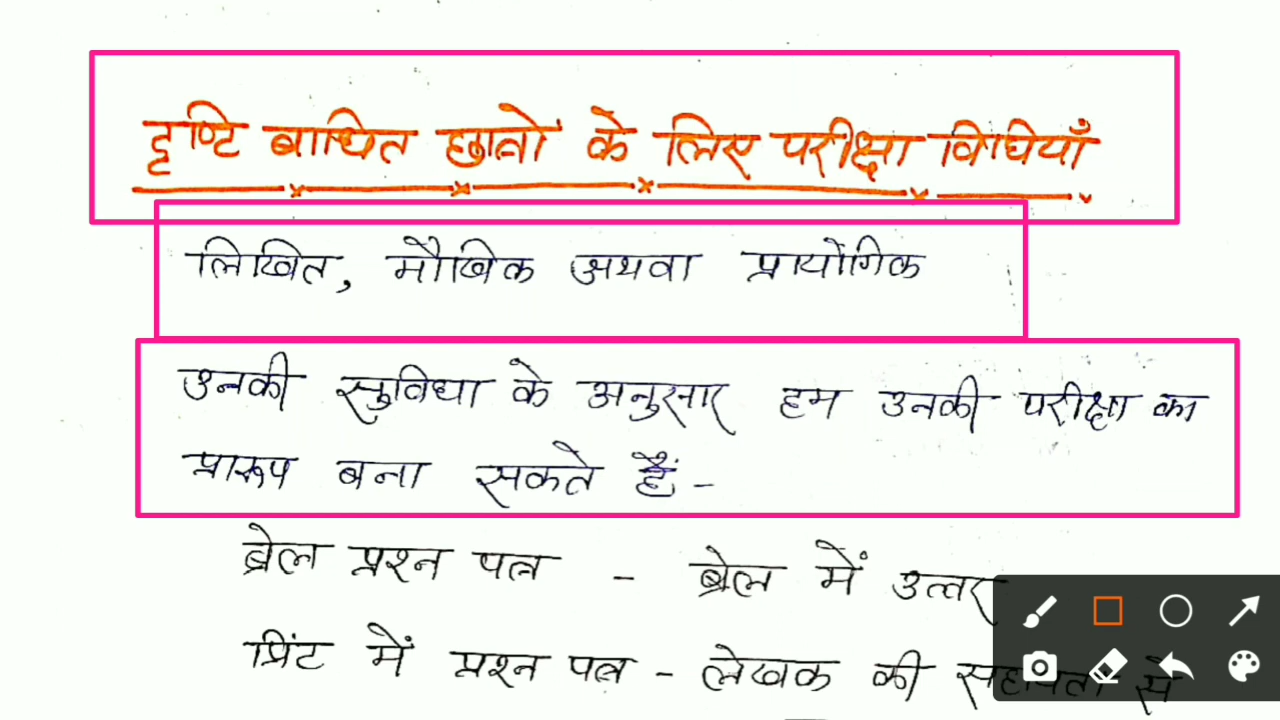 दृष्टि बाधित छात्रों के लिए परीक्षा विधियाँ
लिखित, मौखिक अथवा प्रायोगिक
उनकी सुविधा के अनुसार हम उनकी परीक्षा का
प्रारूप बना सकते हैं -
ब्रेल प्रश्न पत्र - ब्रेल में उत्तर
प्रिंट में प्रश्न पत्र - लेखक की सहायता से